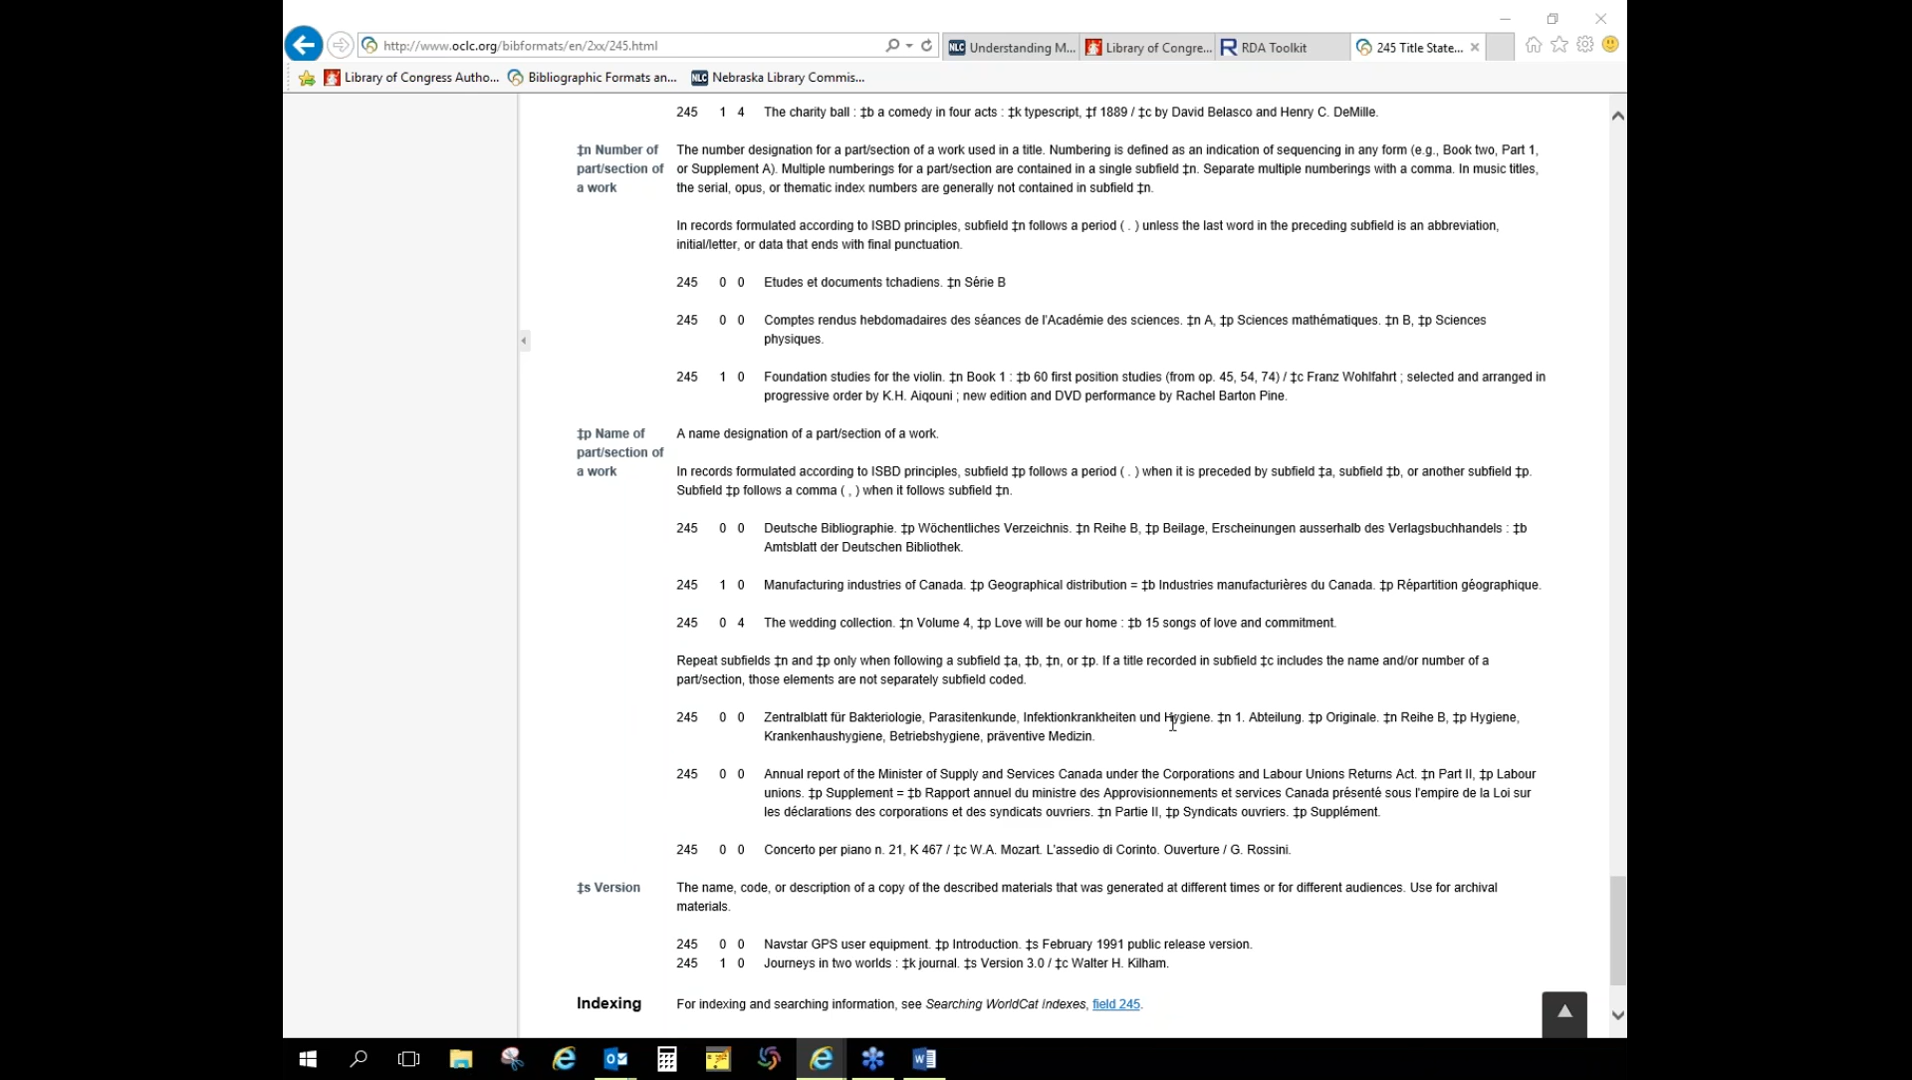 http://www.oclc.org/bibformats/en/2xx/245.html
NLC Understanding M...
Library of Congre...
RDA Toolkit
245 Title State...
Library of Congress Autho...
Bibliographic Formats an...
NLC Nebraska Library Commis...
245 1 4 The charity ball : ‡b a comedy in four acts : ‡k typescript, ‡f 1889 / ‡c by David Belasco and Henry C. DeMille.
‡n Number of
part/section of
a work
The number designation for a part/section of a work used in a title. Numbering is defined as an indication of sequencing in any form (e.g., Book two, Part 1,
or Supplement A). Multiple numberings for a part/section are contained in a single subfield ‡n. Separate multiple numberings with a comma. In music titles,
the serial, opus, or thematic index numbers are generally not contained in subfield ‡n.
In records formulated according to ISBD principles, subfield ‡n follows a period ( . ) unless the last word in the preceding subfield is an abbreviation,
initial/letter, or data that ends with final punctuation.
245 0 0 Etudes et documents tchadiens. ‡n Série B
245 0 0 Comptes rendus hebdomadaires des séances de l'Académie des sciences. ‡n A, ‡p Sciences mathématiques. ‡n B, ‡p Sciences
physiques.
245 1 0 Foundation studies for the violin. ‡n Book 1 : ‡b 60 first position studies (from op. 45, 54, 74) / ‡c Franz Wohlfahrt ; selected and arranged in
progressive order by K.H. Aiqouni ; new edition and DVD performance by Rachel Barton Pine.
‡p Name of
part/section of
a work
A name designation of a part/section of a work.
In records formulated according to ISBD principles, subfield ‡p follows a period ( . ) when it is preceded by subfield ‡a, subfield ‡b, or another subfield ‡p.
Subfield ‡p follows a comma ( , ) when it follows subfield ‡n.
245 0 0 Deutsche Bibliographie. ‡p Wöchentliches Verzeichnis. ‡n Reihe B, ‡p Beilage, Erscheinungen ausserhalb des Verlagsbuchhandels : ‡b
Amtsblatt der Deutschen Bibliothek.
245 1 0 Manufacturing industries of Canada. ‡p Geographical distribution = ‡b Industries manufacturières du Canada. ‡p Répartition géographique.
245 0 4 The wedding collection. ‡n Volume 4, ‡p Love will be our home : ‡b 15 songs of love and commitment.
Repeat subfields ‡n and ‡p only when following a subfield ‡a, ‡b, ‡n, or ‡p. If a title recorded in subfield ‡c includes the name and/or number of a
part/section, those elements are not separately subfield coded.
245 0 0 Zentralblatt für Bakteriologie, Parasitenkunde, Infektionkrankheiten und Hygiene. ‡n 1. Abteilung. ‡p Originale. ‡n Reihe B, ‡p Hygiene,
Krankenhaushygiene, Betriebshygiene, präventive Medizin.
245 0 0 Annual report of the Minister of Supply and Services Canada under the Corporations and Labour Unions Returns Act. ‡n Part II, ‡p Labour
unions. ‡p Supplement = ‡b Rapport annuel du ministre des Approvisionnements et services Canada présenté sous l'empire de la Loi sur
les déclarations des corporations et des syndicats ouvriers. ‡n Partie II, ‡p Syndicats ouvriers. ‡p Supplément.
245 0 0 Concerto per piano n. 21, K 467 / ‡c W.A. Mozart. L'assedio di Corinto. Ouverture / G. Rossini.
‡s Version
The name, code, or description of a copy of the described materials that was generated at different times or for different audiences. Use for archival
materials.
245 0 0 Navstar GPS user equipment. ‡p Introduction. ‡s February 1991 public release version.
245 1 0 Journeys in two worlds : ‡k journal. ‡s Version 3.0 / ‡c Walter H. Kilham.
Indexing
For indexing and searching information, see Searching WorldCat Indexes, field 245.